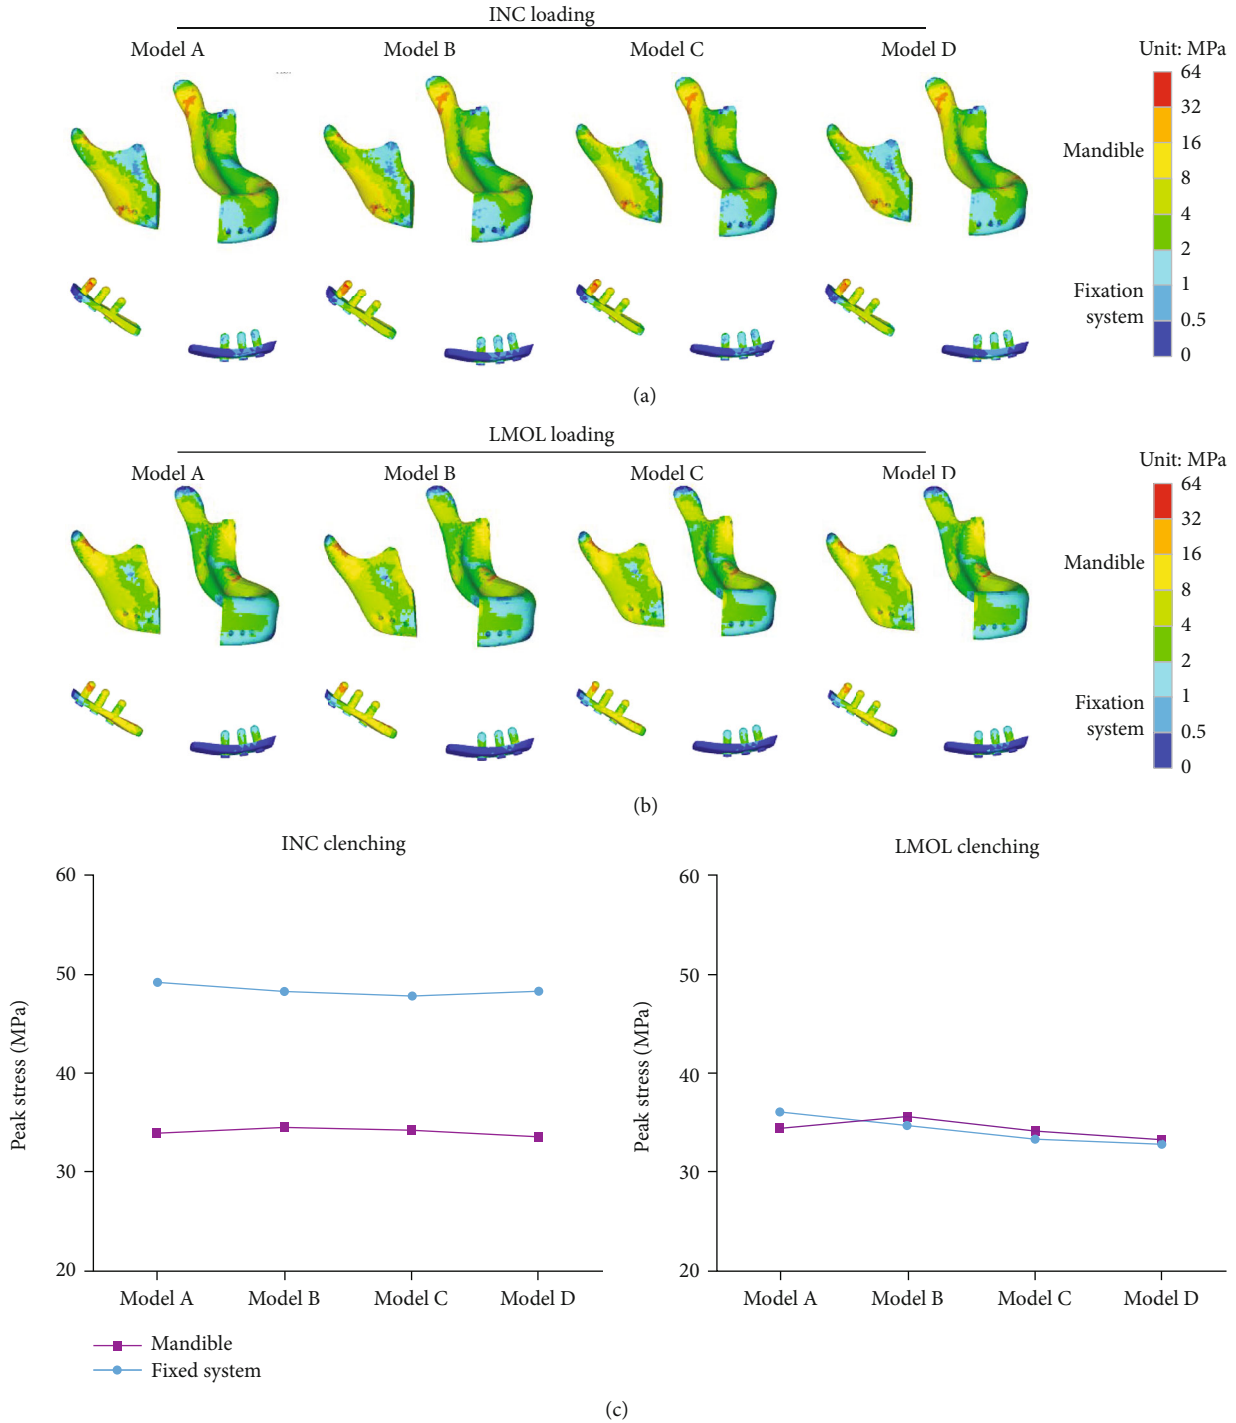 INC loading
Model A Model B Model C Model D
Unit: MPa
64
32
16
8
4
2
1
0.5
0
Mandible
Fixation
system
(a)
LMOL loading
Model A Model B Model C Model D
Unit: MPa
64
32
16
8
4
2
1
0.5
0
Mandible
Fixation
system
(b)
INC clenching
60
50
40
30
20
Peak stress (MPa)
Model A Model B Model C Model D
Mandible
Fixed system
LMOL clenching
60
50
40
30
20
Peak stress (MPa)
Model A Model B Model C Model D
(c)